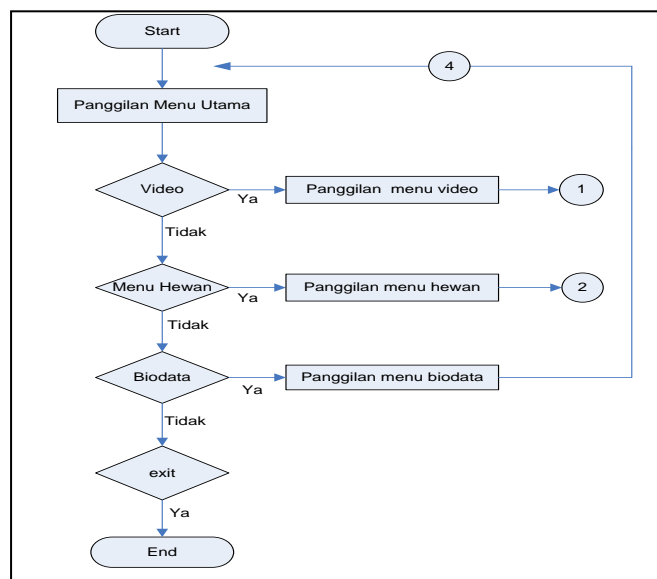 Start
4
Panggilan Menu Utama
Video
Ya
Panggilan menu video
1
Tidak
Menu Hewan
Ya
Panggilan menu hewan
2
Tidak
Biodata
Ya
Panggilan menu biodata
Tidak
exit
Ya
End